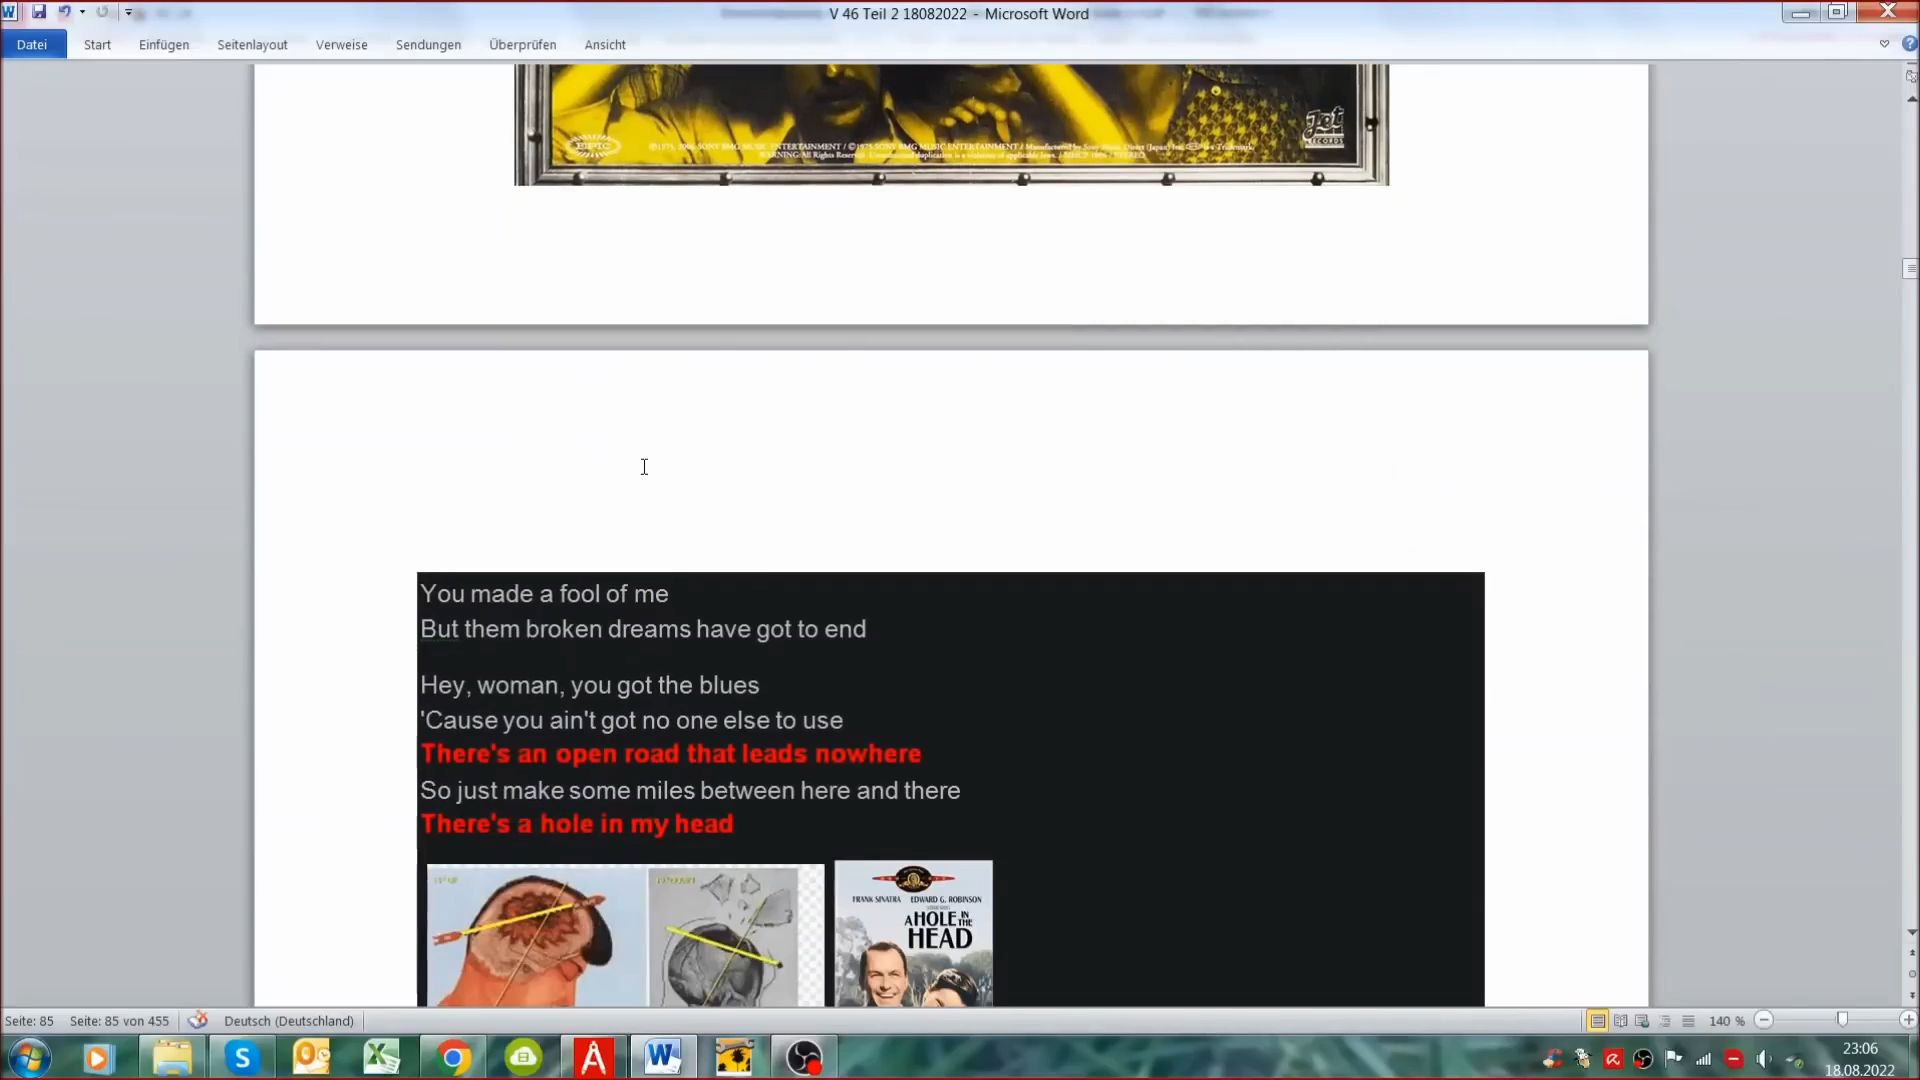 V 46 Teil 2 18082022 - Microsoft Word
Datei Start Einfügen Seitenlayout Verweise Sendungen Überprüfen Ansicht
EPIC
Jet
RECORDS
You made a fool of me
But them broken dreams have got to end
Hey, woman, you got the blues
'Cause you ain't got no one else to use
There's an open road that leads nowhere
So just make some miles between here and there
There's a hole in my head
FRANK SINATRA EDWARD G. ROBINSON
A HOLE IN THE HEAD
Seite: 85 Seite: 85 von 455 Deutsch (Deutschland) 140 %
23:06
18.08.2022